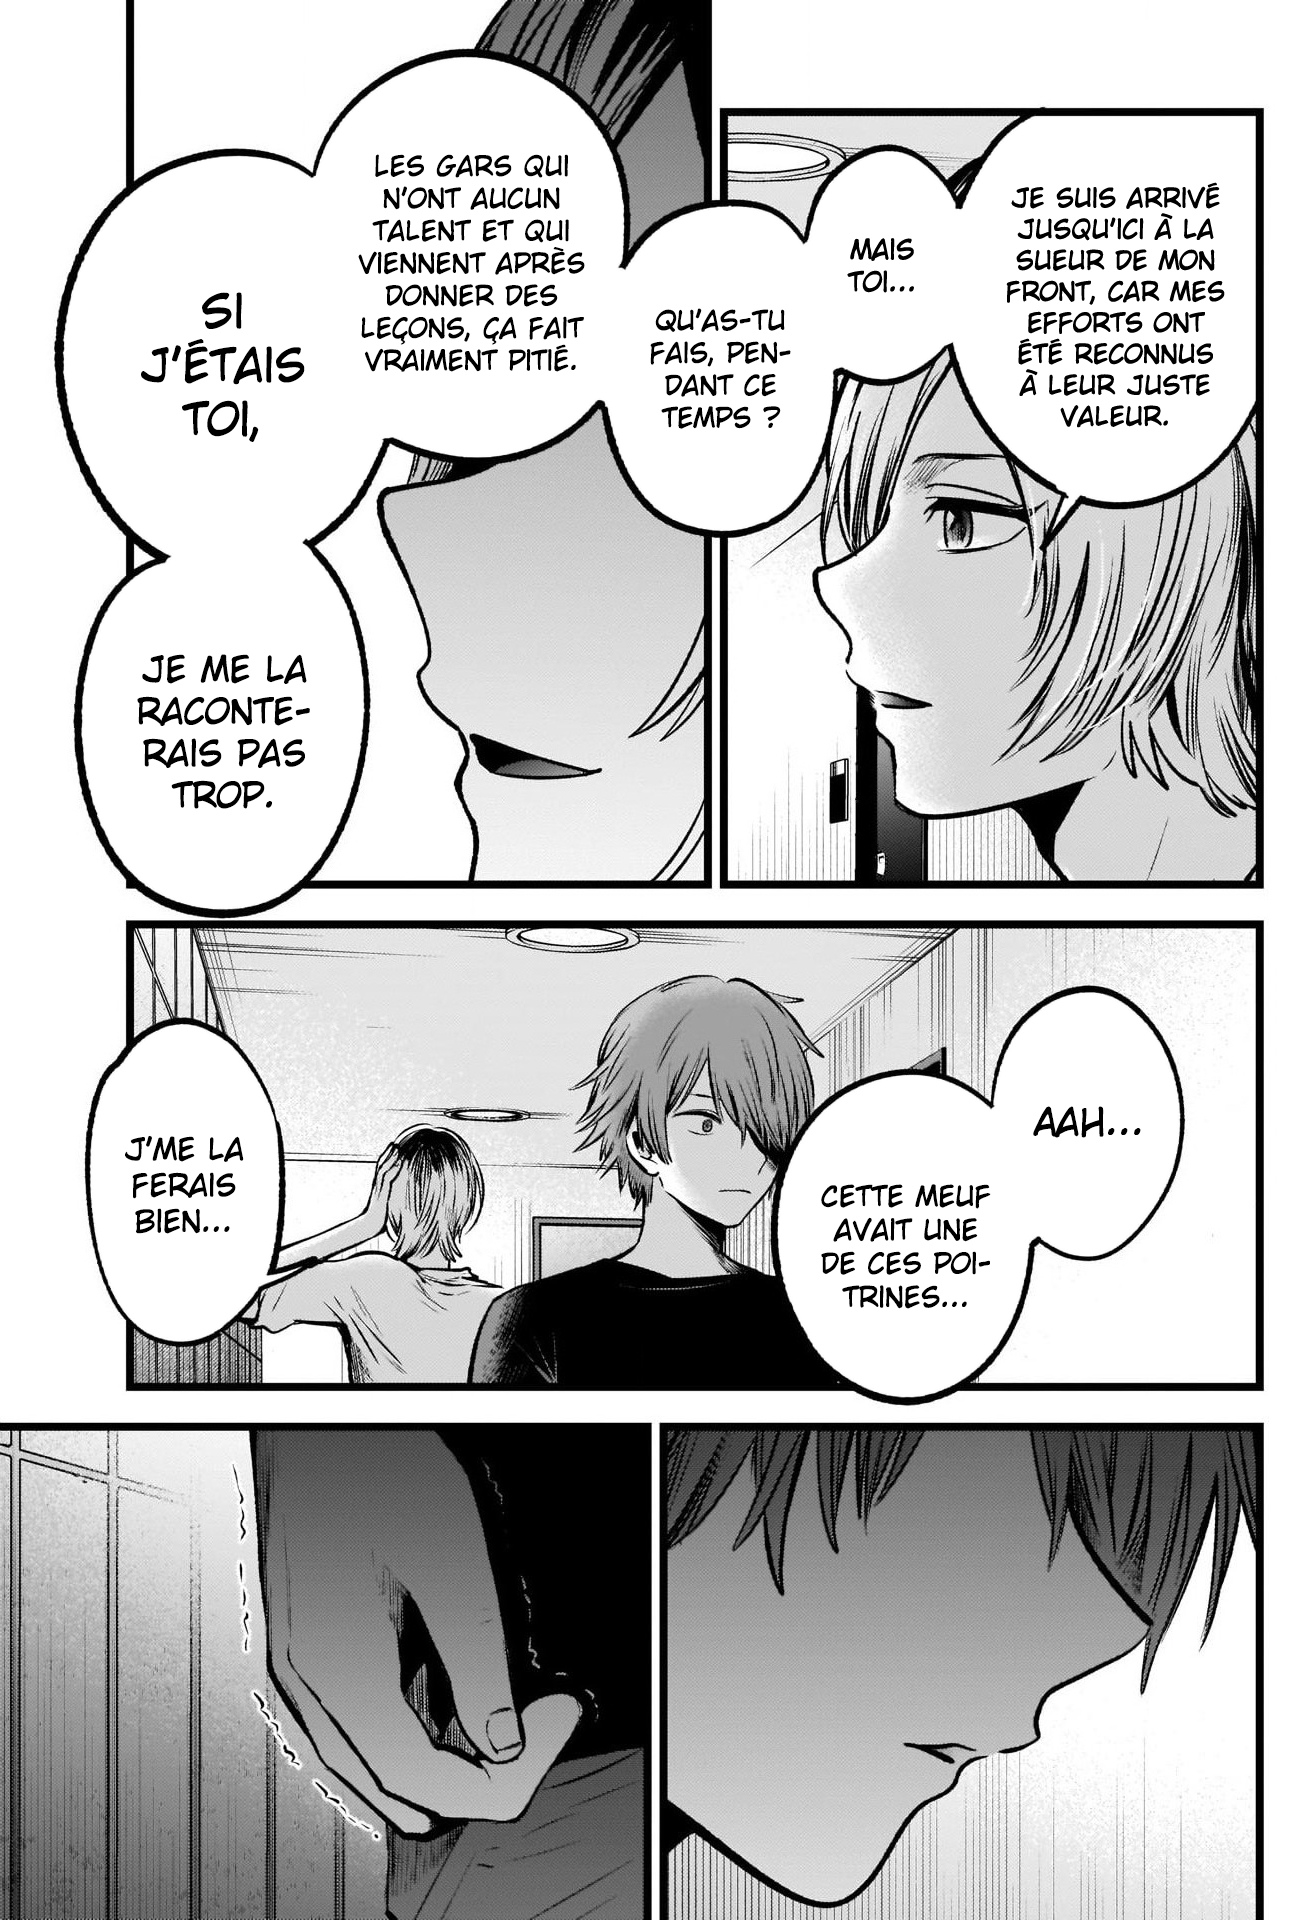 JE SUIS ARRIVÉ
JUSQU'ICI À LA
SUEUR DE MON
FRONT, CAR MES
EFFORTS ONT
ÉTÉ RECONNUS
À LEUR JUSTE
VALEUR.
MAIS
TOI...
QU'AS-TU
FAIS, PEN-
DANT CE
TEMPS ?
LES GARS QUI
N'ONT AUCUN
TALENT ET QUI
VIENNENT APRÈS
DONNER DES
LEÇONS, ÇA FAIT
VRAIMENT PITIÉ.
SI
J'ÉTAIS
TOI,
JE ME LA
RACONTE-
RAIS PAS
TROP.
AAH...
CETTE MEUF
AVAIT UNE
DE CES POI-
TRINES...
J'ME LA
FERAIS
BIEN...